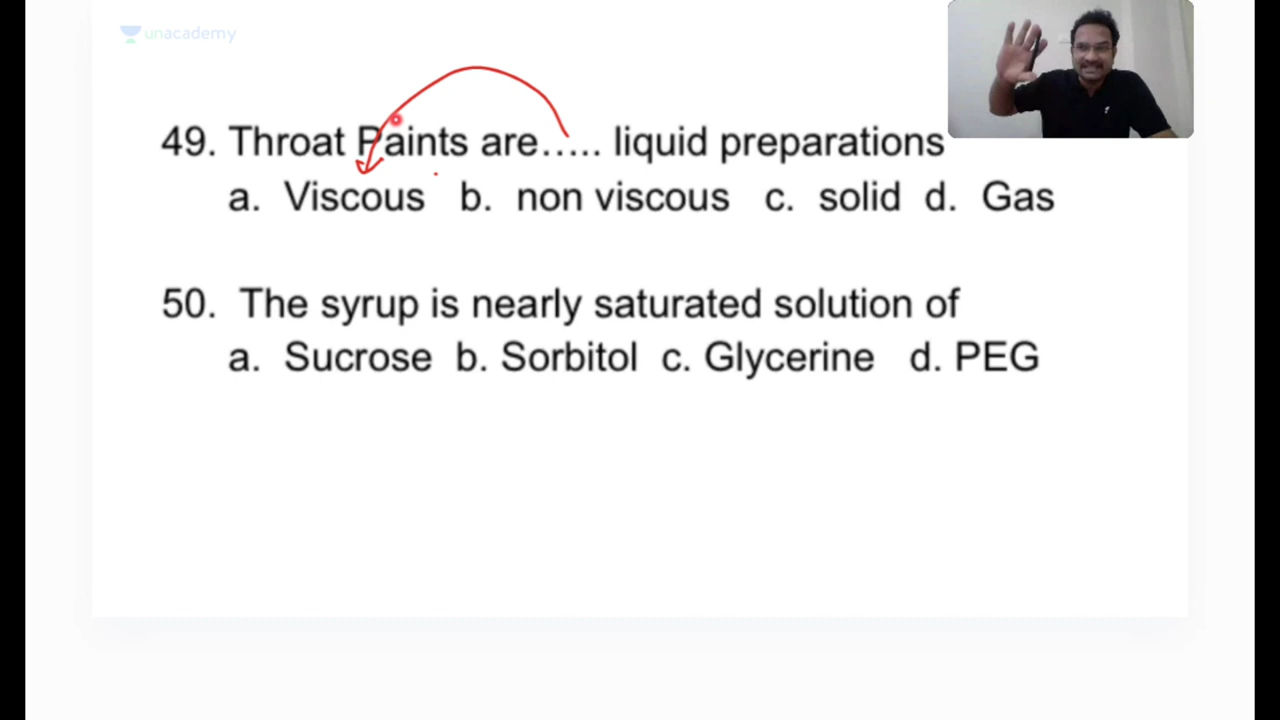 unacademy
49. Throat Paints are..... liquid preparations
a. Viscous b. non viscous c. solid d. Gas
50. The syrup is nearly saturated solution of
a. Sucrose b. Sorbitol c. Glycerine d. PEG